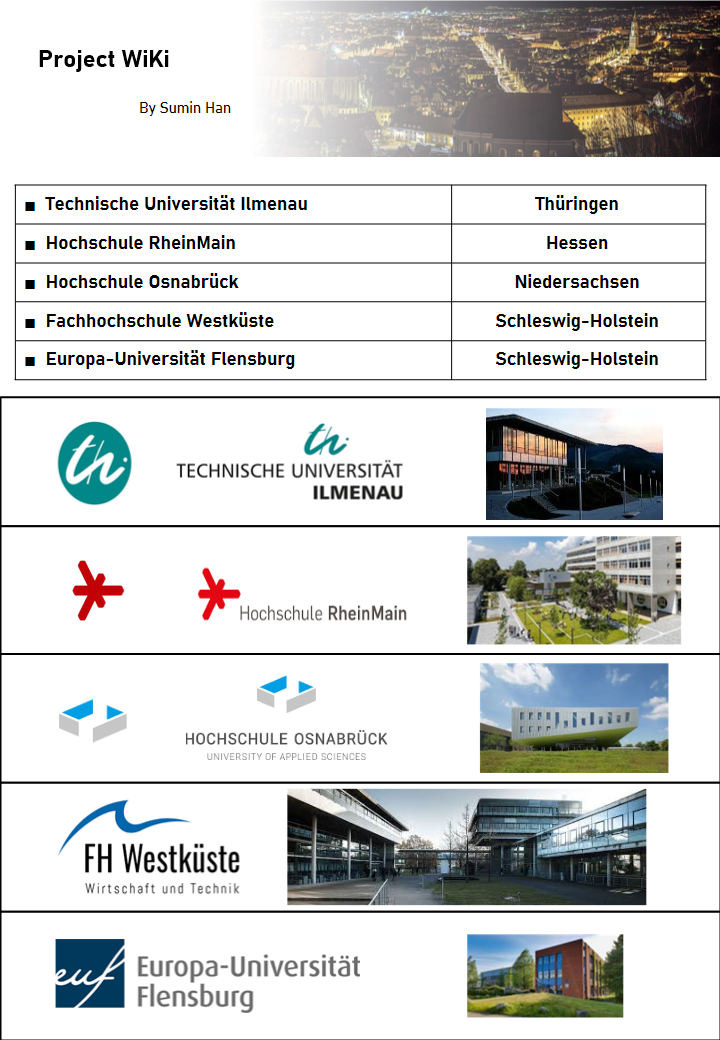 Project WiKi
By Sumin Han
■ Technische Universität Ilmenau Thüringen
■ Hochschule RheinMain Hessen
■ Hochschule Osnabrück Niedersachsen
■ Fachhochschule Westküste Schleswig-Holstein
■ Europa-Universität Flensburg Schleswig-Holstein
th
th
TECHNISCHE UNIVERSITÄT
ILMENAU
Hochschule RheinMain
HOCHSCHULE OSNABRÜCK
UNIVERSITY OF APPLIED SCIENCES
FH Westküste
Wirtschaft und Technik
euf
Europa-Universität
Flensburg